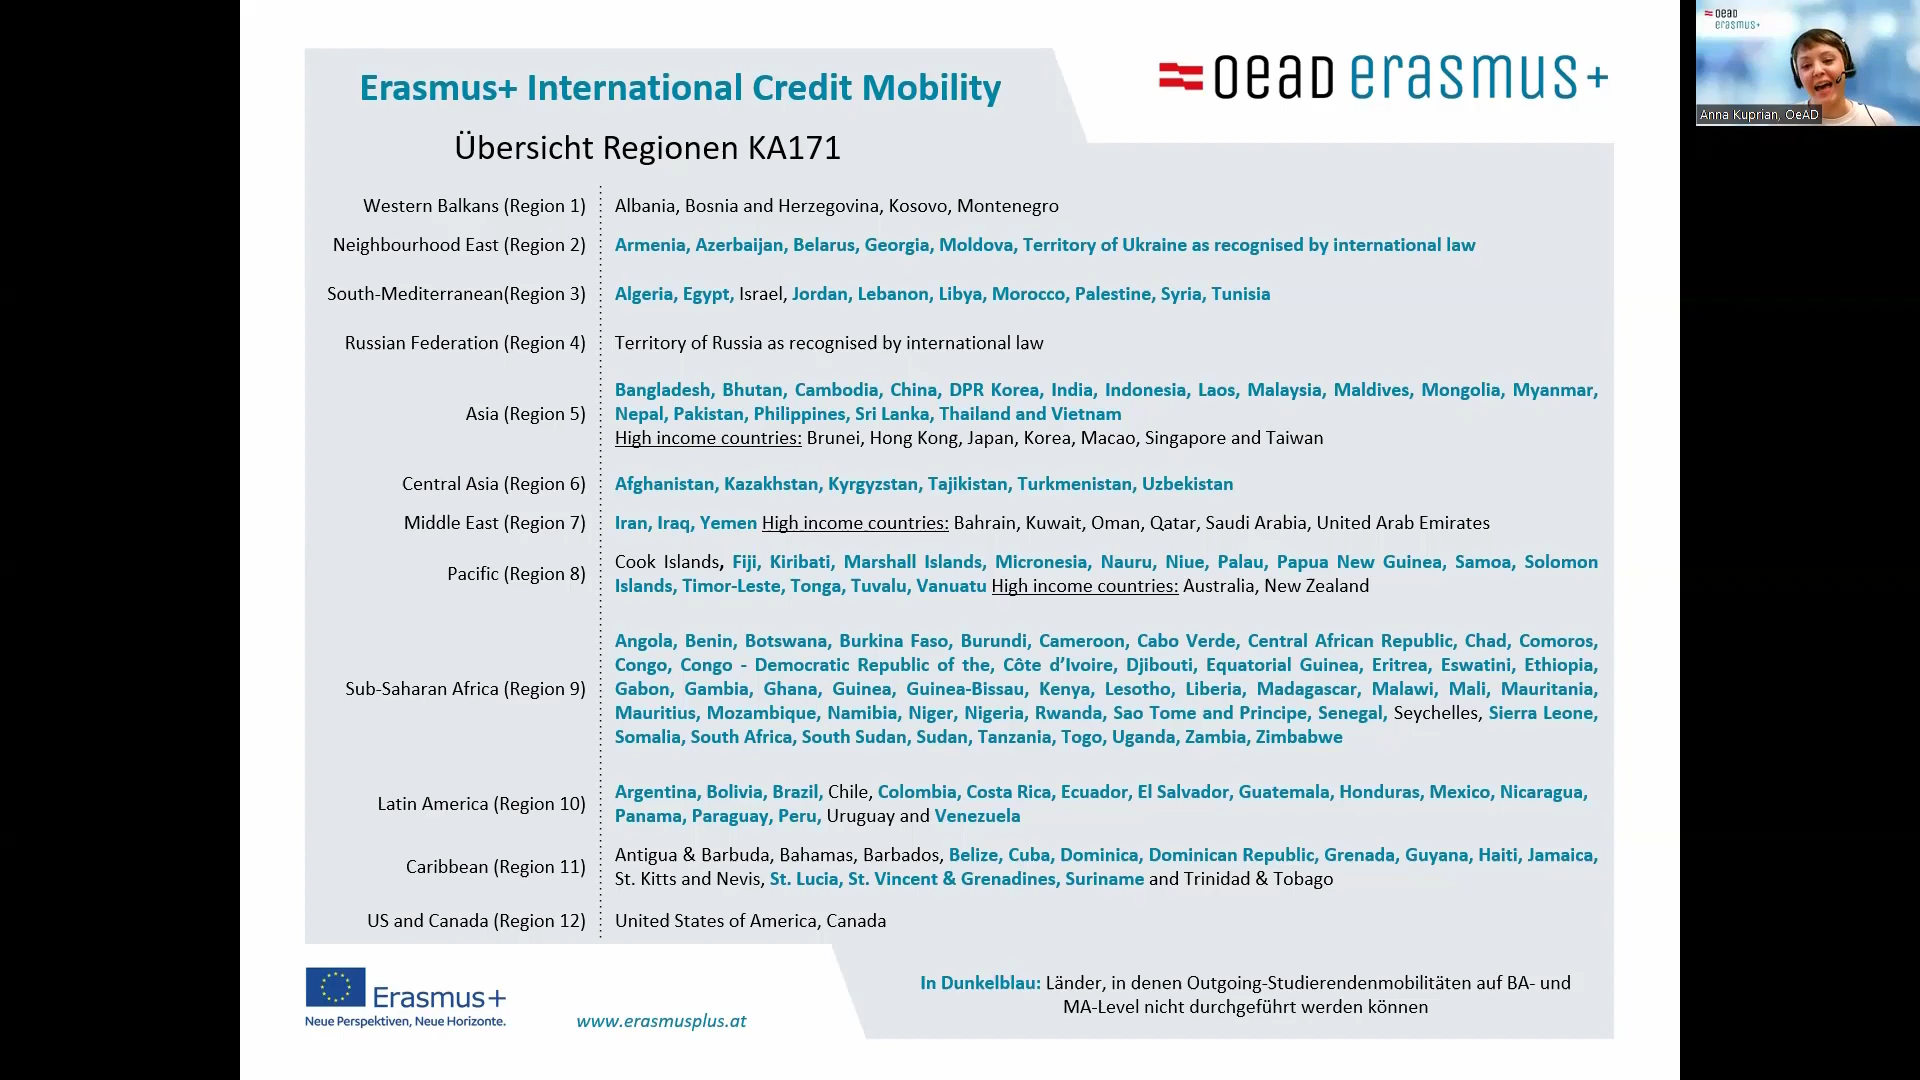 Erasmus+ International Credit Mobility
Übersicht Regionen KA171
OEAD erasmus+
OEAD
erasmus+
Anna Kuprian, OeAD
Western Balkans (Region 1)
Albania, Bosnia and Herzegovina, Kosovo, Montenegro
Neighbourhood East (Region 2)
Armenia, Azerbaijan, Belarus, Georgia, Moldova, Territory of Ukraine as recognised by international law
South-Mediterranean(Region 3)
Algeria, Egypt, Israel, Jordan, Lebanon, Libya, Morocco, Palestine, Syria, Tunisia
Russian Federation (Region 4)
Territory of Russia as recognised by international law
Asia (Region 5)
Bangladesh, Bhutan, Cambodia, China, DPR Korea, India, Indonesia, Laos, Malaysia, Maldives, Mongolia, Myanmar,
Nepal, Pakistan, Philippines, Sri Lanka, Thailand and Vietnam
High income countries: Brunei, Hong Kong, Japan, Korea, Macao, Singapore and Taiwan
Central Asia (Region 6)
Afghanistan, Kazakhstan, Kyrgyzstan, Tajikistan, Turkmenistan, Uzbekistan
Middle East (Region 7)
Iran, Iraq, Yemen High income countries: Bahrain, Kuwait, Oman, Qatar, Saudi Arabia, United Arab Emirates
Pacific (Region 8)
Cook Islands, Fiji, Kiribati, Marshall Islands, Micronesia, Nauru, Niue, Palau, Papua New Guinea, Samoa, Solomon
Islands, Timor-Leste, Tonga, Tuvalu, Vanuatu High income countries: Australia, New Zealand
Sub-Saharan Africa (Region 9)
Angola, Benin, Botswana, Burkina Faso, Burundi, Cameroon, Cabo Verde, Central African Republic, Chad, Comoros,
Congo, Congo - Democratic Republic of the, Côte d’Ivoire, Djibouti, Equatorial Guinea, Eritrea, Eswatini, Ethiopia,
Gabon, Gambia, Ghana, Guinea, Guinea-Bissau, Kenya, Lesotho, Liberia, Madagascar, Malawi, Mali, Mauritania,
Mauritius, Mozambique, Namibia, Niger, Nigeria, Rwanda, Sao Tome and Principe, Senegal, Seychelles, Sierra Leone,
Somalia, South Africa, South Sudan, Sudan, Tanzania, Togo, Uganda, Zambia, Zimbabwe
Latin America (Region 10)
Argentina, Bolivia, Brazil, Chile, Colombia, Costa Rica, Ecuador, El Salvador, Guatemala, Honduras, Mexico, Nicaragua,
Panama, Paraguay, Peru, Uruguay and Venezuela
Caribbean (Region 11)
Antigua & Barbuda, Bahamas, Barbados, Belize, Cuba, Dominica, Dominican Republic, Grenada, Guyana, Haiti, Jamaica,
St. Kitts and Nevis, St. Lucia, St. Vincent & Grenadines, Suriname and Trinidad & Tobago
US and Canada (Region 12)
United States of America, Canada
Erasmus+
Neue Perspektiven, Neue Horizonte.
www.erasmusplus.at
In Dunkelblau: Länder, in denen Outgoing-Studierendenmobilitäten auf BA- und
MA-Level nicht durchgeführt werden können